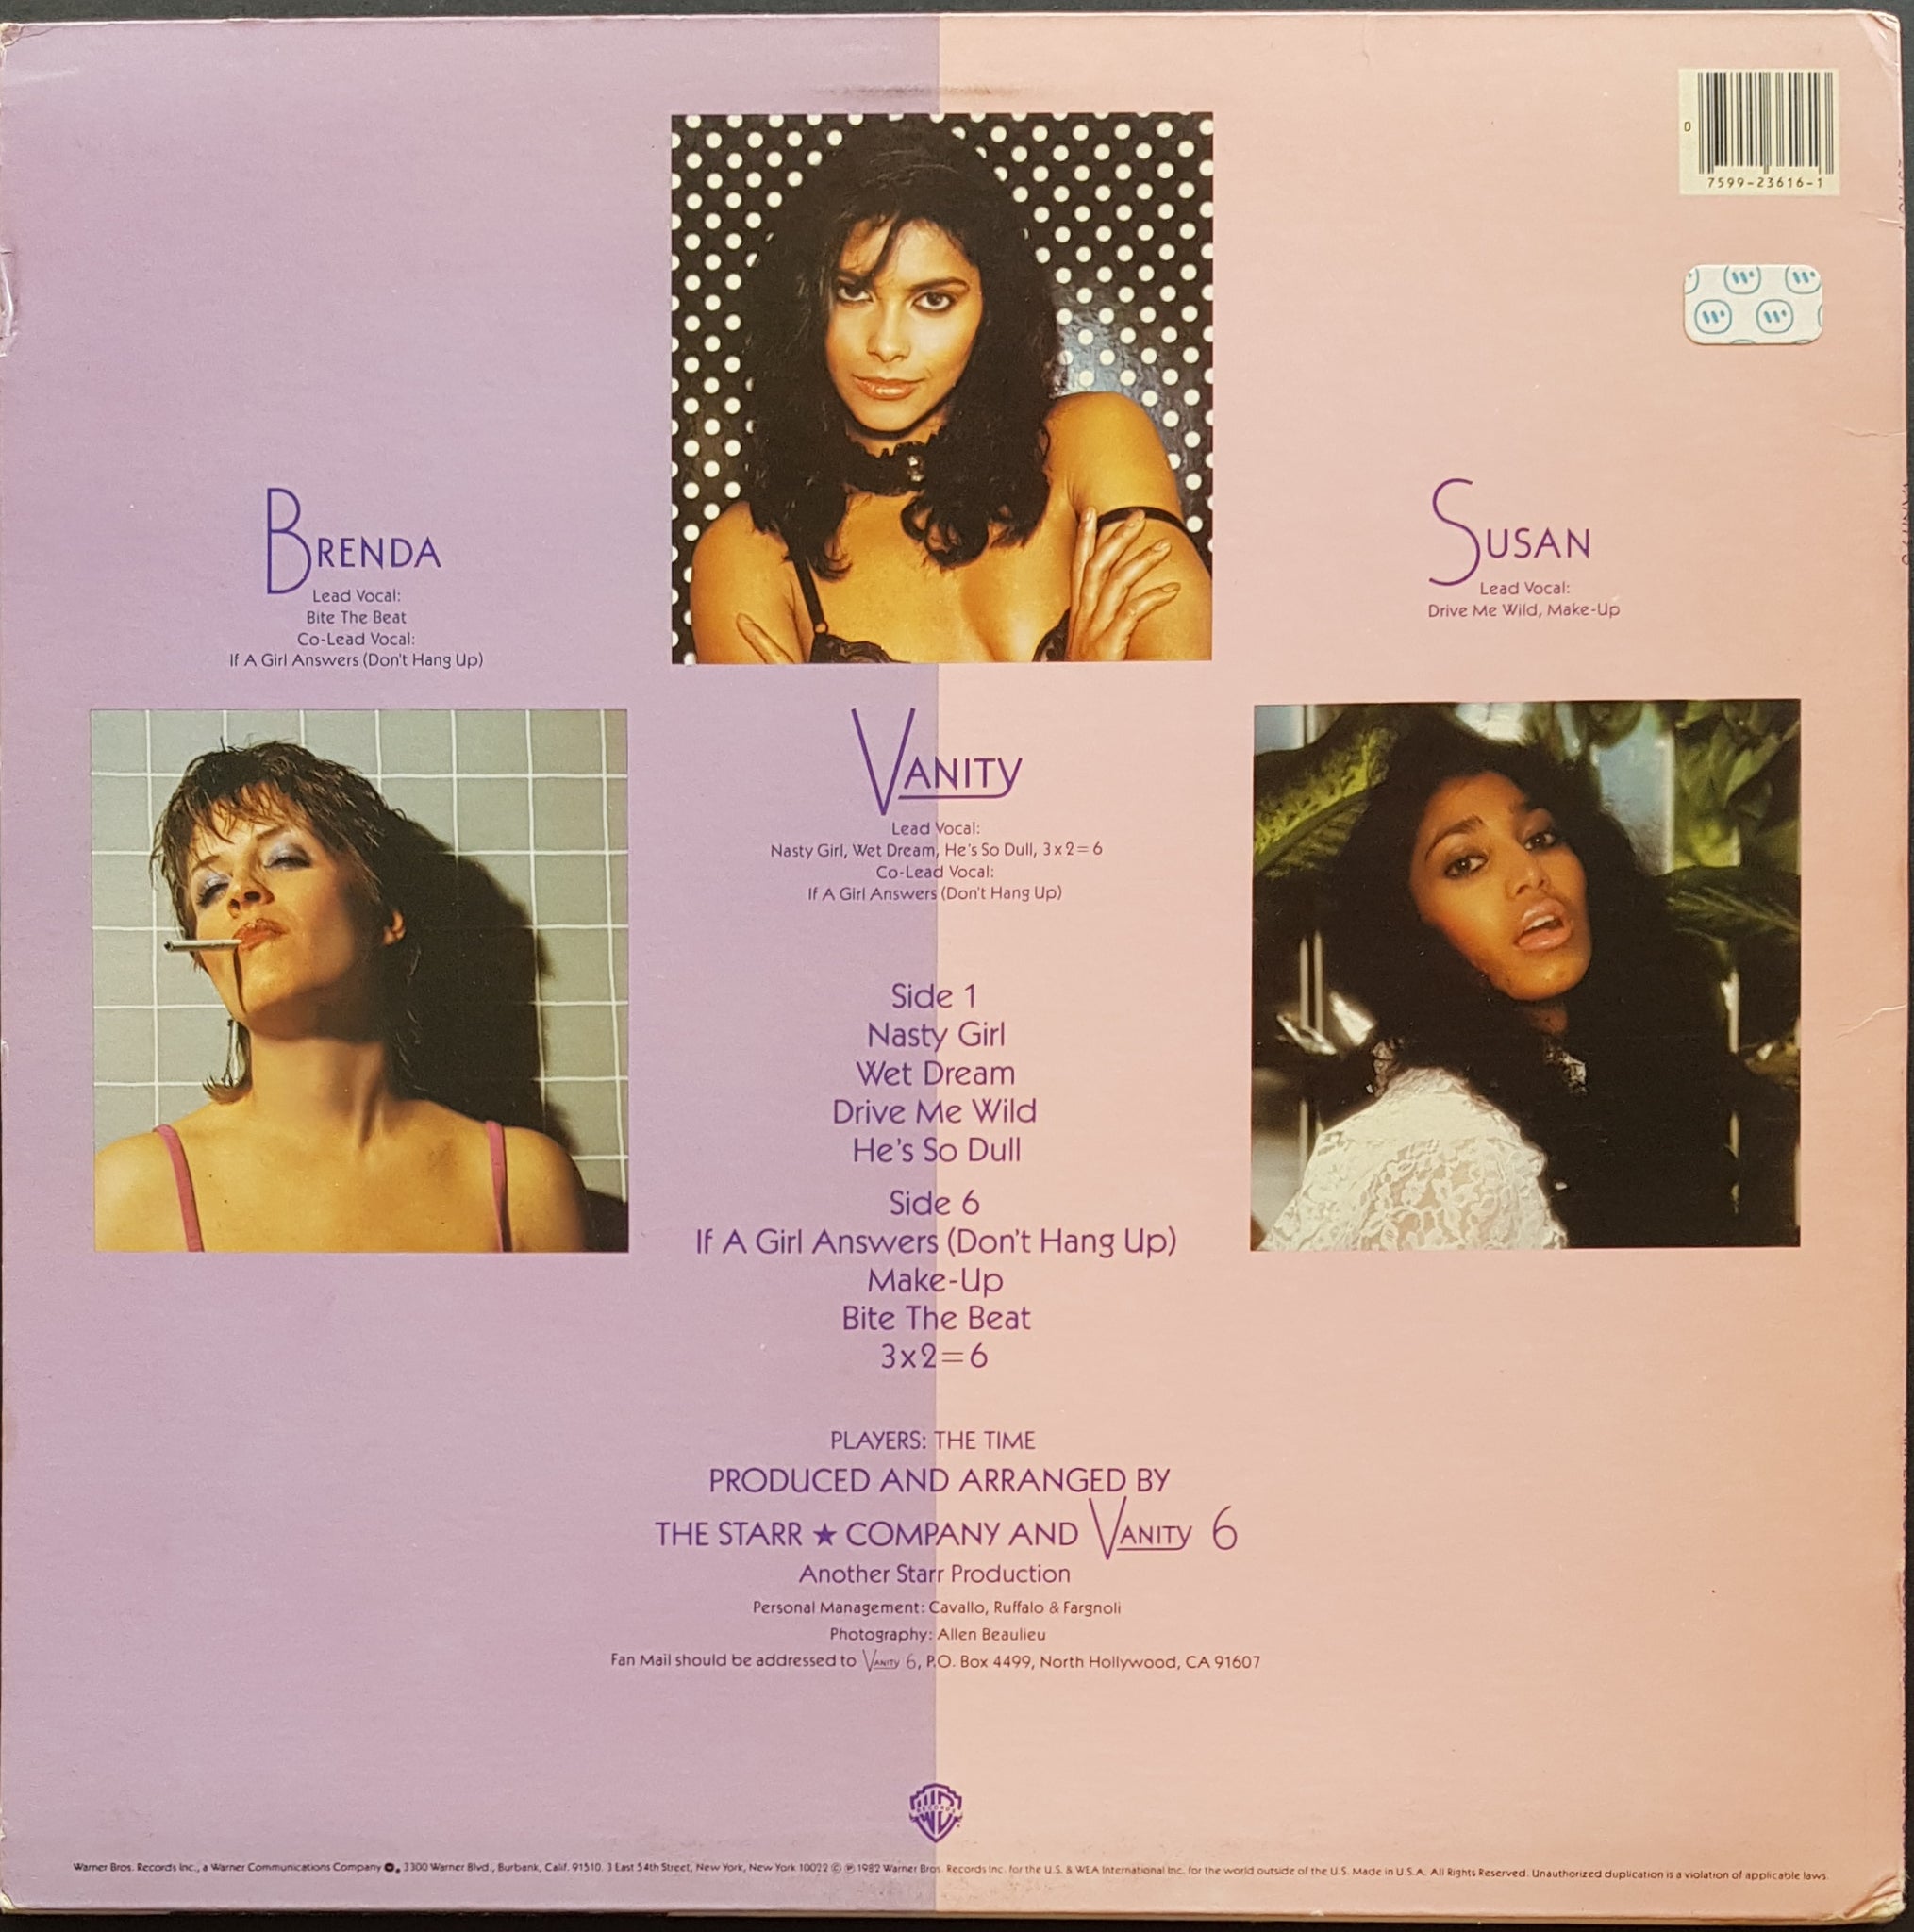 0
7599-23616-1
BRENDA
Lead Vocal:
Bite The Beat
Co-Lead Vocal:
If A Girl Answers (Don't Hang Up)
SUSAN
Lead Vocal:
Drive Me Wild, Make-Up
VANITY
Lead Vocal:
Nasty Girl, Wet Dream, He's So Dull, 3x2=6
Co-Lead Vocal:
If A Girl Answers (Don't Hang Up)
Side 1
Nasty Girl
Wet Dream
Drive Me Wild
He's So Dull
Side 6
If A Girl Answers (Don't Hang Up)
Make-Up
Bite The Beat
3x2=6
PLAYERS: THE TIME
PRODUCED AND ARRANGED BY
THE STARR ★ COMPANY AND VANITY 6
Another Starr Production
Personal Management: Cavallo, Ruffalo & Fargnoli
Photography: Allen Beaulieu
Fan Mail should be addressed to VANITY 6, P.O. Box 4499, North Hollywood, CA 91607
RECORDS
Warner Bros. Records Inc., a Warner Communications Company, 3300 Warner Blvd., Burbank, Calif. 91510. 3 East 54th Street, New York, New York 10022 © ℗ 1982 Warner Bros. Records Inc. for the U.S. & WEA International Inc. for the world outside of the U.S. Made in U.S.A. All Rights Reserved. Unauthorized duplication is a violation of applicable laws.